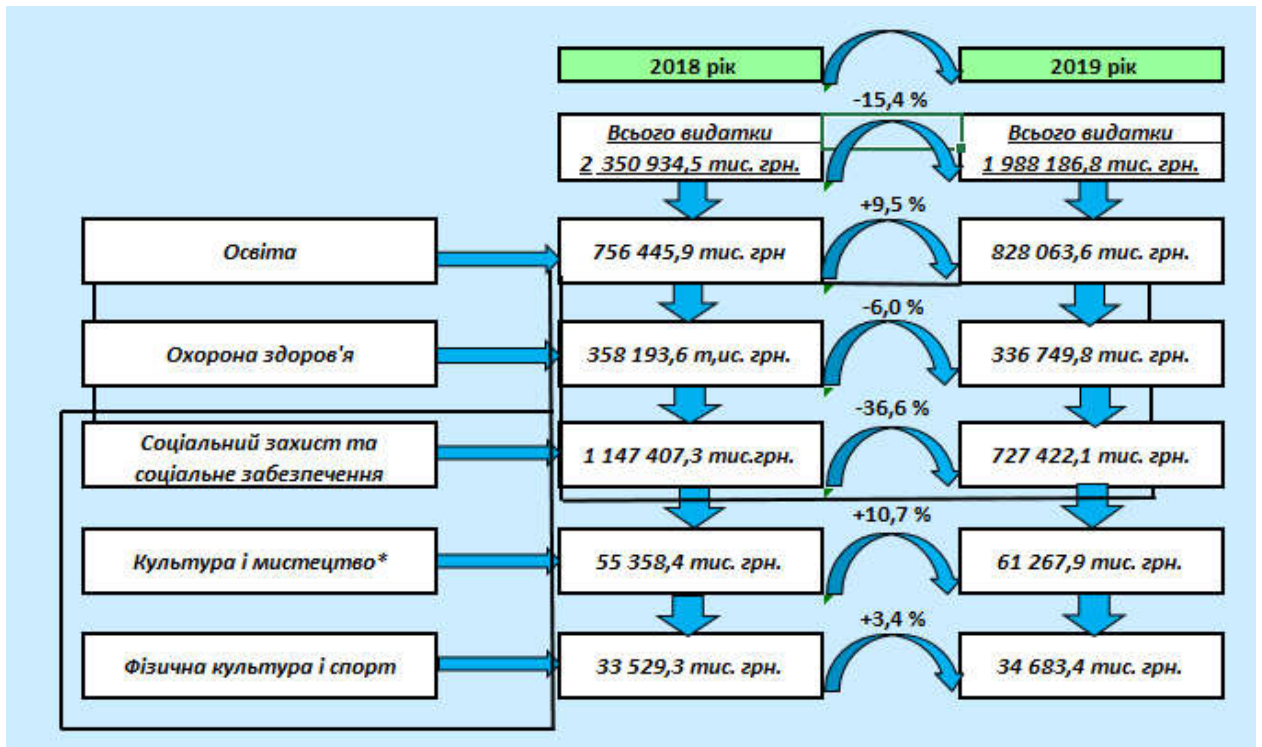 2018 рік
2019 рік
-15,4 %
Всього видатки
2 350 934,5 тис. грн.
Всього видатки
1 988 186,8 тис. грн.
+9,5 %
Освіта
756 445,9 тис. грн
828 063,6 тис. грн.
-6,0 %
Охорона здоров'я
358 193,6 т,ис. грн.
336 749,8 тис. грн.
-36,6 %
Соціальний захист та
соціальне забезпечення
1 147 407,3 тис.грн.
727 422,1 тис. грн.
+10,7 %
Культура і мистецтво*
55 358,4 тис. грн.
61 267,9 тис. грн.
+3,4 %
Фізична культура і спорт
33 529,3 тис. грн.
34 683,4 тис. грн.